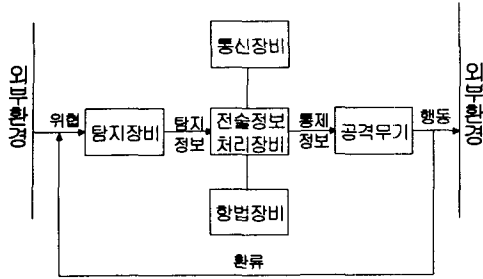 통신장비
외부환경
위협
탐지장비
탐지
정보
전술정보
처리장비
통제
정보
공격무기
행동
외부환경
항법장비
환류